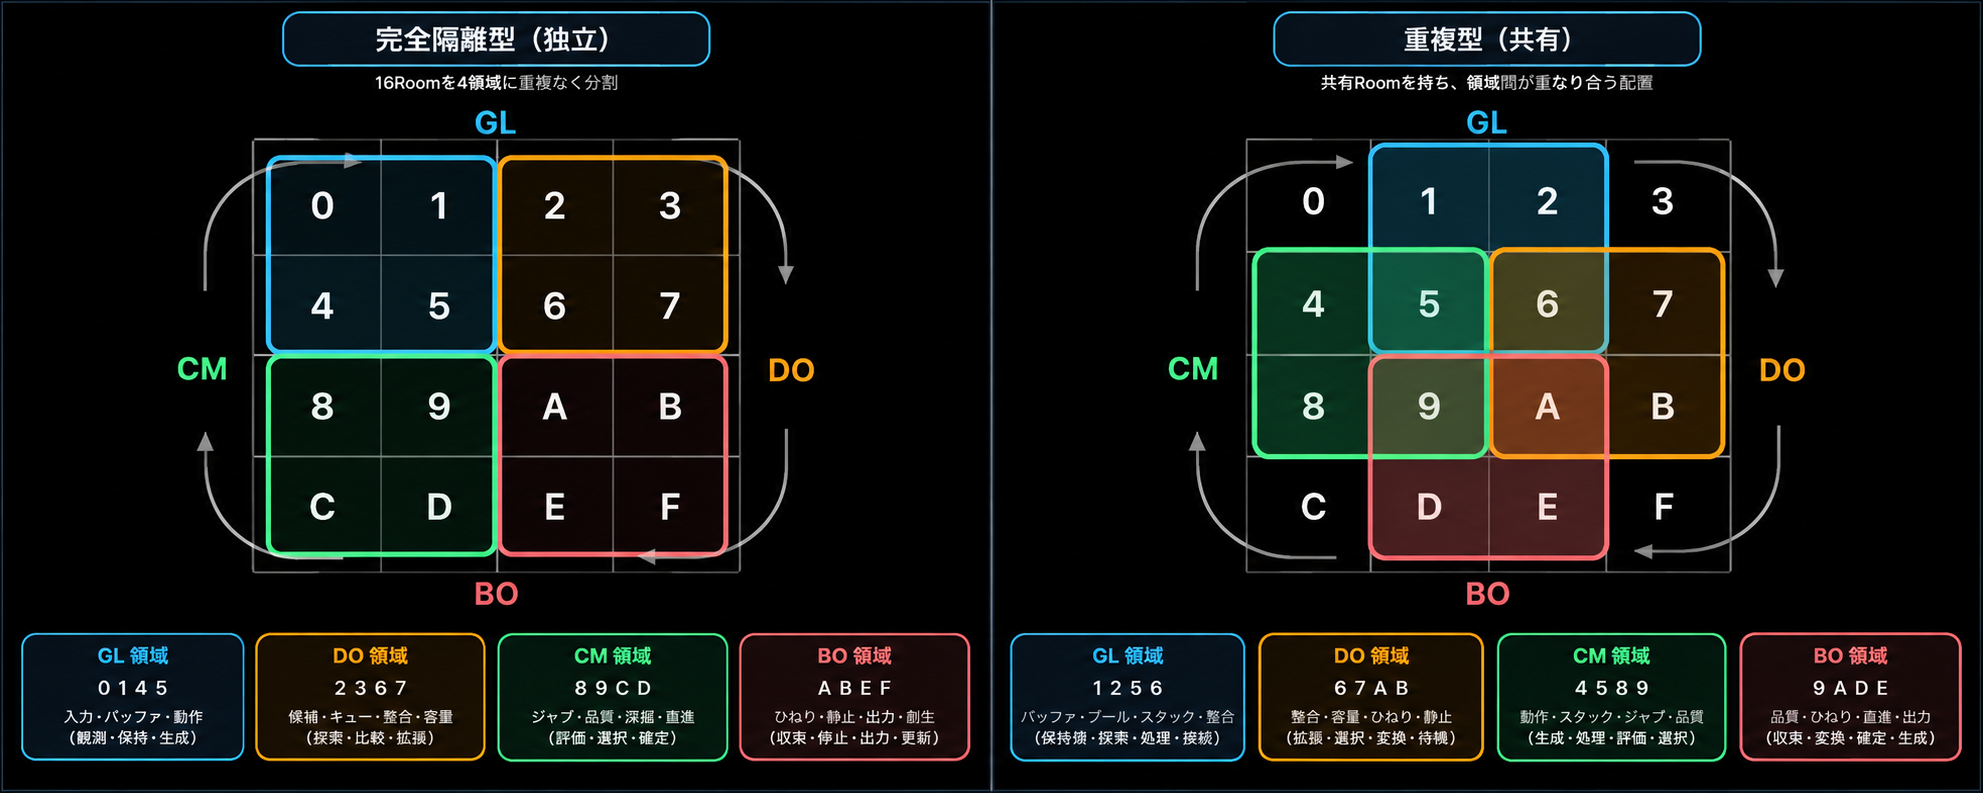 完全隔離型（独立）
16Roomを4領域に重複なく分割
GL
0 1 2 3
4 5 6 7
CM
DO
8 9 A B
C D E F
BO
GL 領域
0 1 4 5
入力・バッファ・動作
（観測・保持・生成）
DO 領域
2 3 6 7
候補・キュー・整合・容量
（探索・比較・拡張）
CM 領域
8 9 C D
ジャブ・品質・深掘・直進
（評価・選択・確定）
BO 領域
A B E F
ひねり・静止・出力・創生
（収束・停止・出力・更新）
重複型（共有）
共有Roomを持ち、領域間が重なり合う配置
GL
0 1 2 3
4 5 6 7
CM
DO
8 9 A B
C D E F
BO
GL 領域
1 2 5 6
バッファ・プール・スタック・整合
（保持・探索・処理・接続）
DO 領域
6 7 A B
整合・容量・ひねり・静止
（拡張・選択・変換・待機）
CM 領域
4 5 8 9
動作・スタック・ジャブ・品質
（生成・処理・評価・選択）
BO 領域
9 A D E
品質・ひねり・直進・出力
（収束・変換・確定・生成）